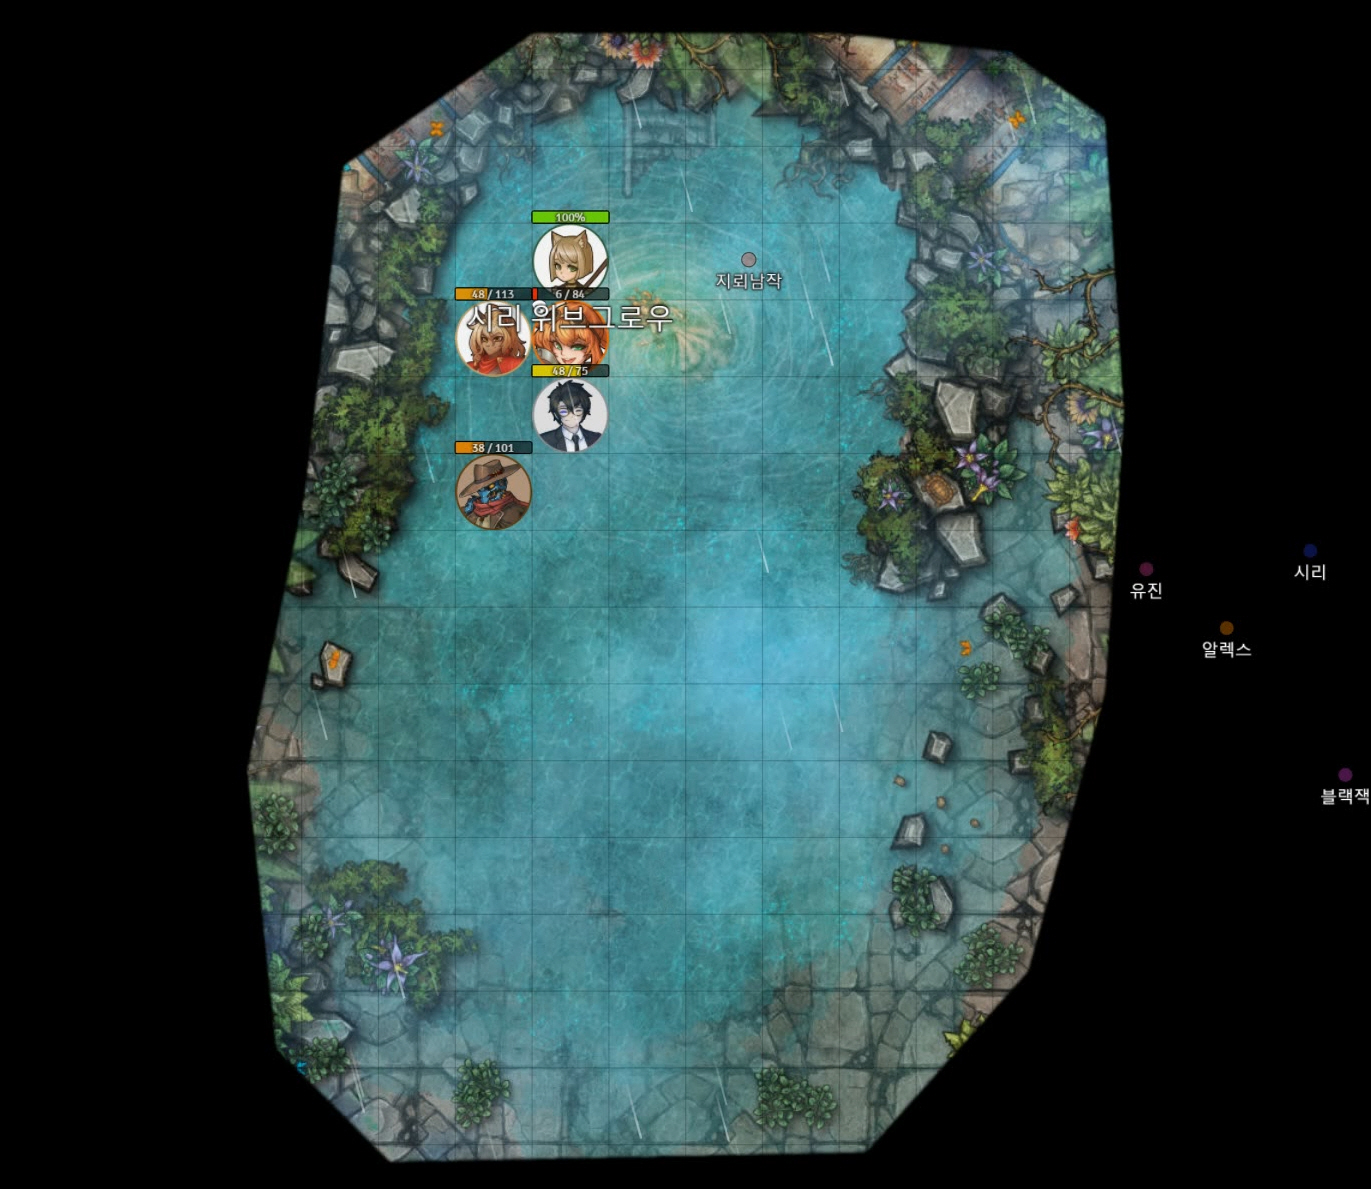 100%
지뢰남작
48 / 113
6 / 84
시리 위브그로우
48 / 75
38 / 101
유진
시리
알렉스
블랙잭